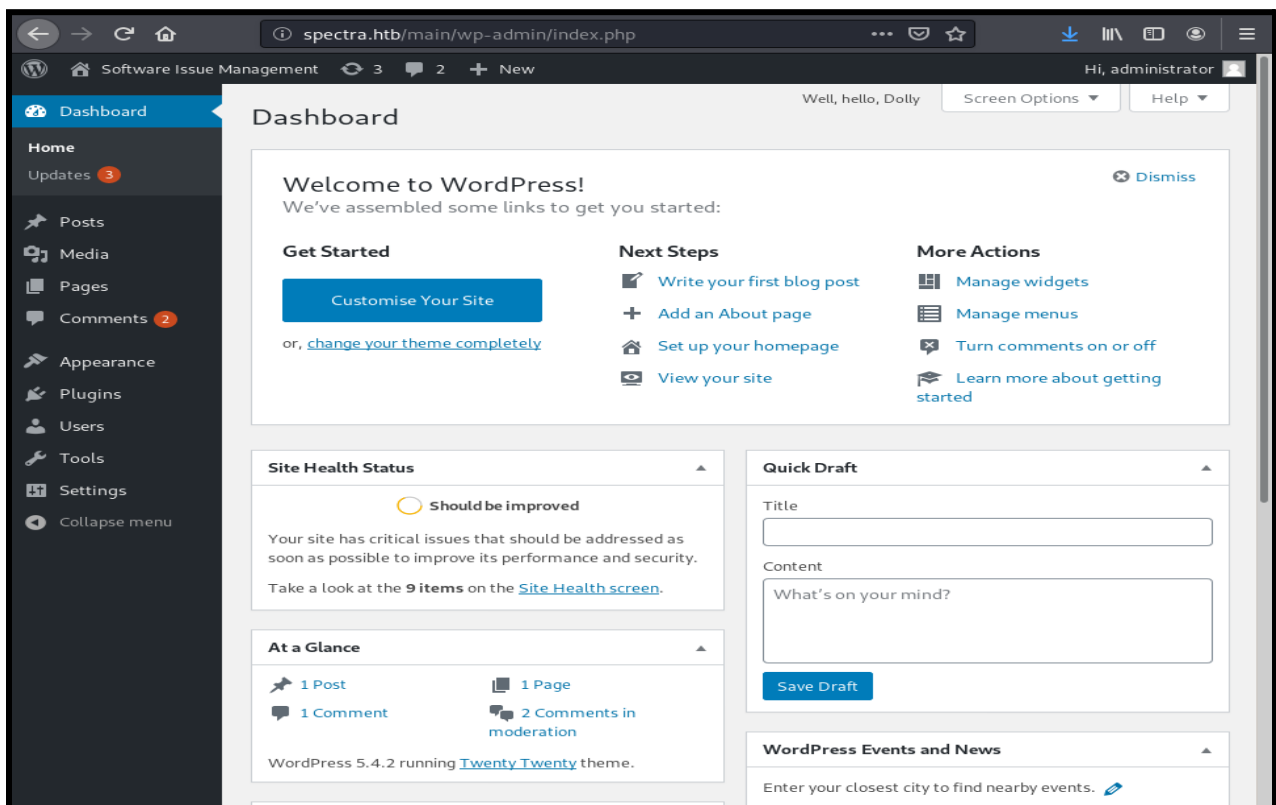 spectra.htb/main/wp-admin/index.php
Software Issue Management 3 2 New
Hi, administrator
Dashboard
Home
Updates 3
Posts
Media
Pages
Comments 2
Appearance
Plugins
Users
Tools
Settings
Collapse menu
Well, hello, Dolly
Screen Options
Help
Dashboard
Welcome to WordPress!
We've assembled some links to get you started:
Dismiss
Get Started
Customise Your Site
or, change your theme completely
Next Steps
Write your first blog post
Add an About page
Set up your homepage
View your site
More Actions
Manage widgets
Manage menus
Turn comments on or off
Learn more about getting
started
Site Health Status
Should be improved
Your site has critical issues that should be addressed as
soon as possible to improve its performance and security.
Take a look at the 9 items on the Site Health screen.
At a Glance
1 Post
1 Page
1 Comment
2 Comments in
moderation
WordPress 5.4.2 running Twenty Twenty theme.
Quick Draft
Title
Content
What's on your mind?
Save Draft
WordPress Events and News
Enter your closest city to find nearby events.